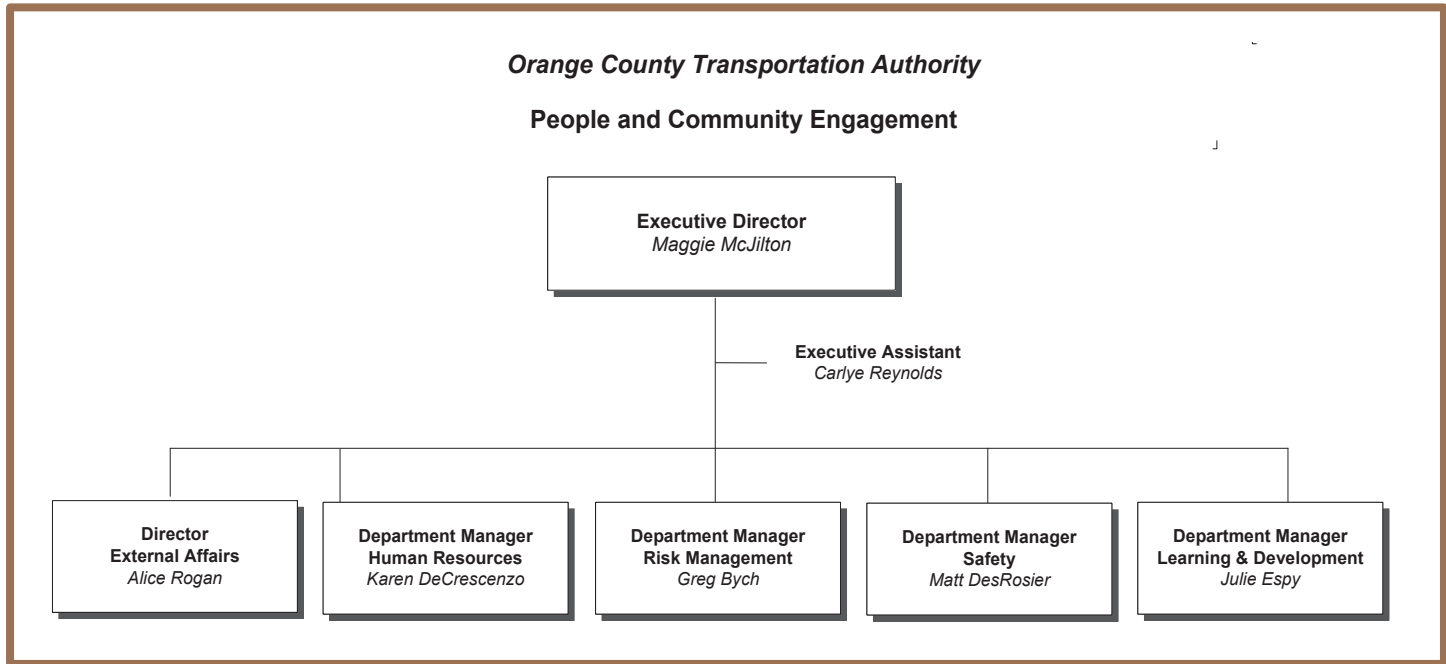 Orange County Transportation Authority
People and Community Engagement
Executive Director
Maggie McJilton
Executive Assistant
Carlye Reynolds
Director
External Affairs
Alice Rogan
Department Manager
Human Resources
Karen DeCrescenzo
Department Manager
Risk Management
Greg Bych
Department Manager
Safety
Matt DesRosier
Department Manager
Learning & Development
Julie Espy